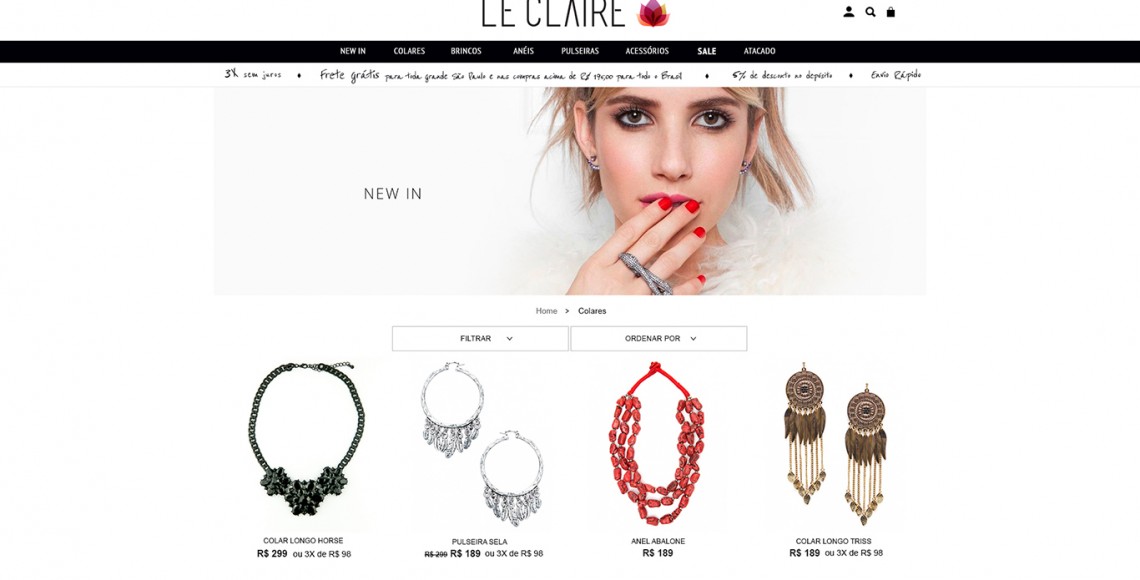 LE CLAIRE
NEW IN COLARES BRINCOS ANÉIS PULSEIRAS ACESSÓRIOS SALE ATACADO
3X sem juros ♦ Frete grátis para toda grande São Paulo e nas compras acima de R$ 190,00 para todo o Brasil ♦ 5% de desconto no depósito ♦ Envio Rápido
NEW IN
Home > Colares
FILTRAR ORDENAR POR
COLAR LONGO HORSE
R$ 299 ou 3X de R$ 98
PULSEIRA SELA
R$ 299 R$ 189 ou 3X de R$ 98
ANEL ABALONE
R$ 189
COLAR LONGO TRISS
R$ 189 ou 3X de R$ 98